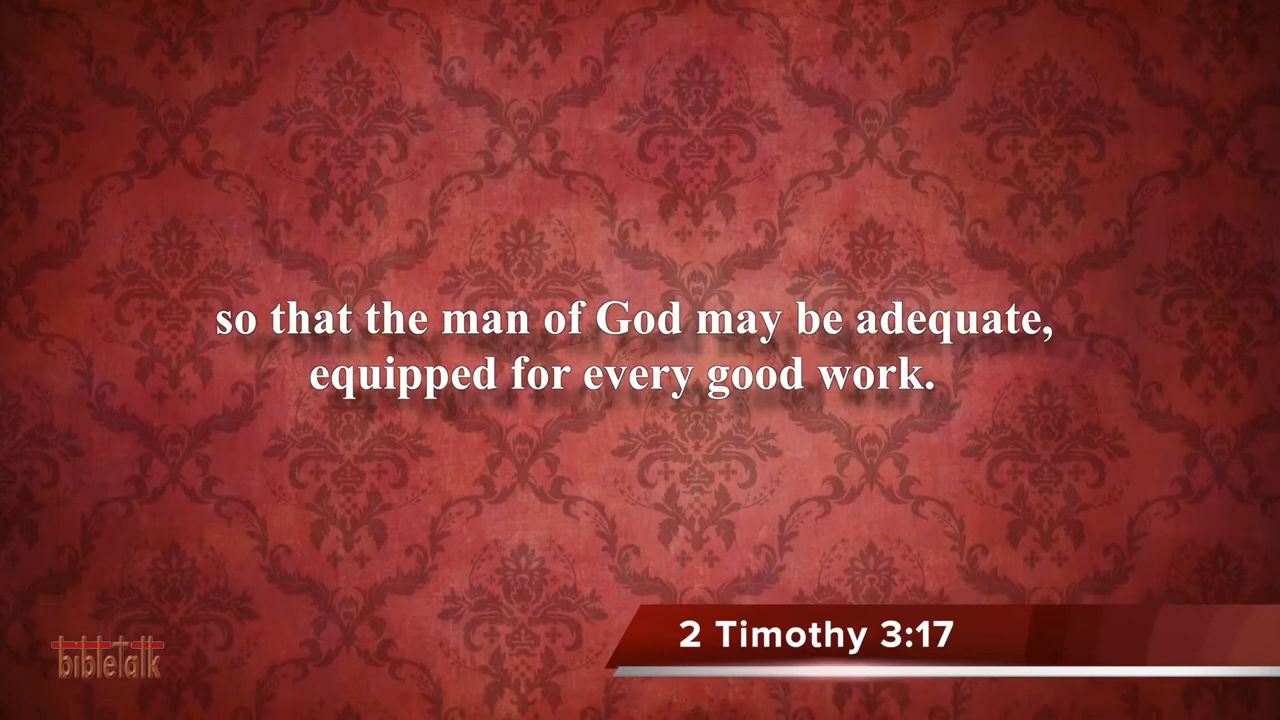 so that the man of God may be adequate,
equipped for every good work.
2 Timothy 3:17
bibletalk